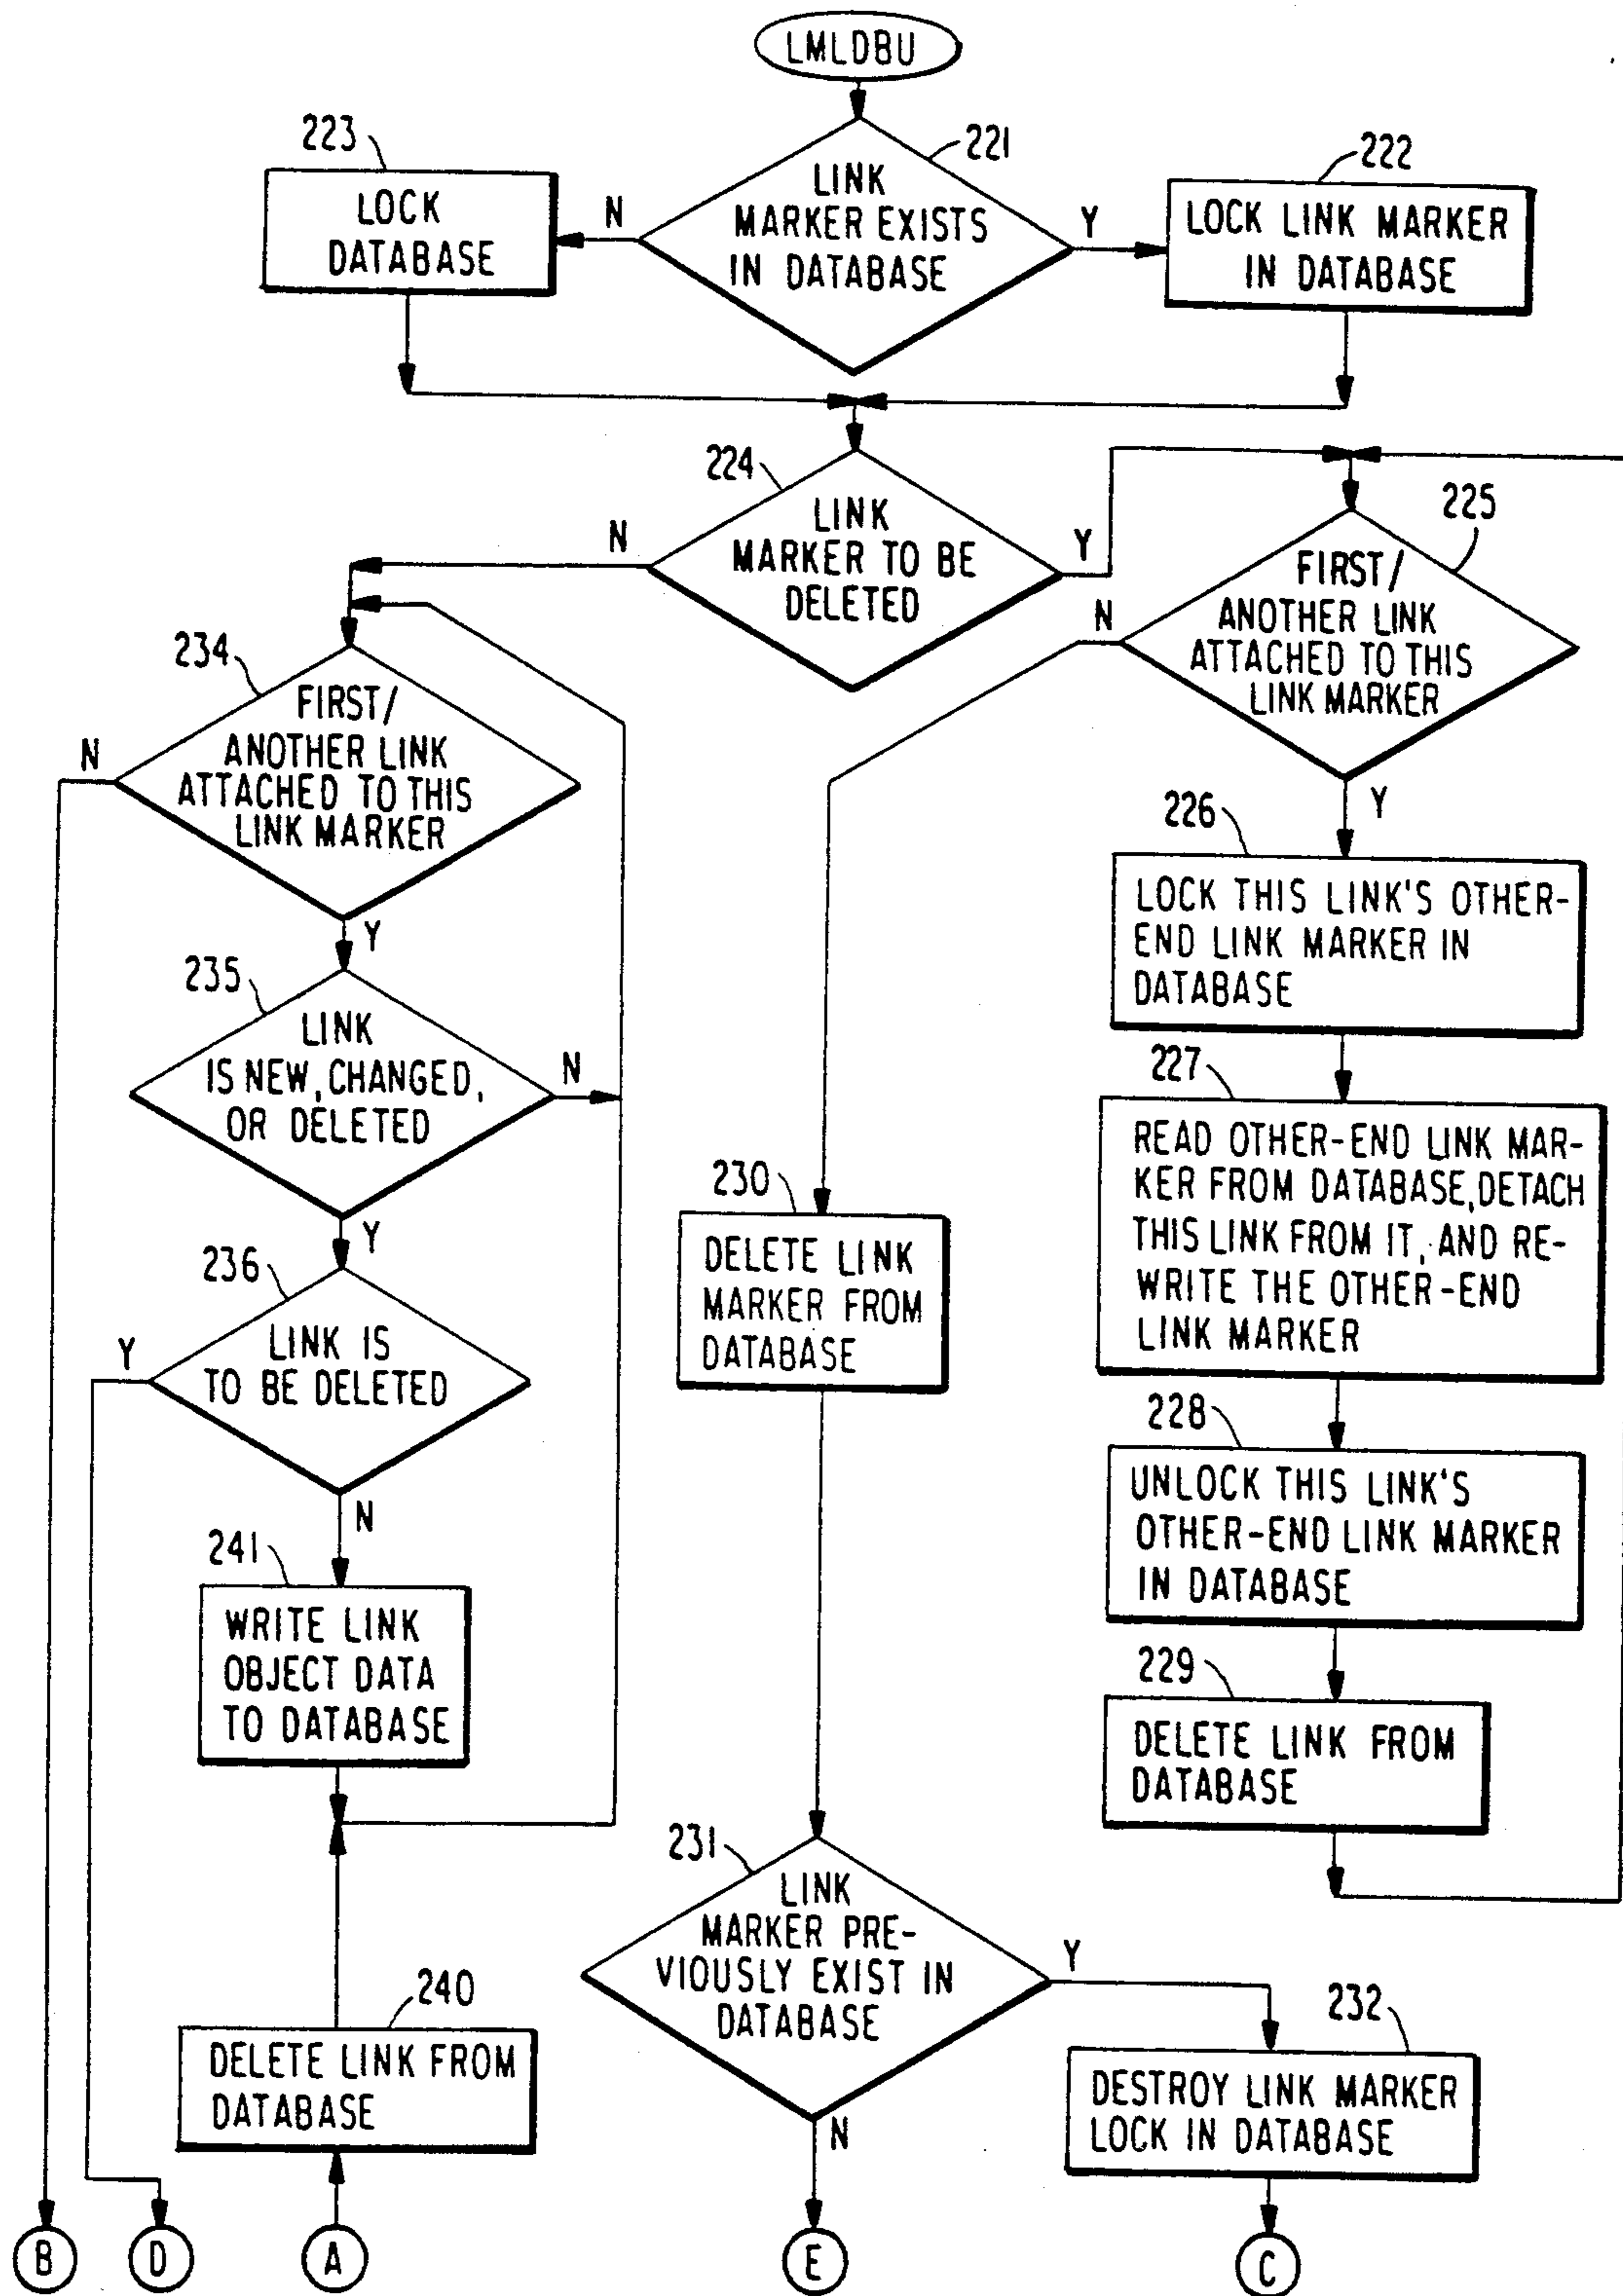 LMLDBU
223
221
222
LINK
MARKER EXISTS
IN DATABASE
N
Y
LOCK
DATABASE
LOCK LINK MARKER
IN DATABASE
224
LINK
MARKER TO BE
DELETED
N
Y
225
FIRST/
ANOTHER LINK
ATTACHED TO THIS
LINK MARKER
N
Y
234
FIRST/
ANOTHER LINK
ATTACHED TO THIS
LINK MARKER
N
Y
226
LOCK THIS LINK'S OTHER-
END LINK MARKER IN
DATABASE
235
LINK
IS NEW, CHANGED,
OR DELETED
N
Y
227
READ OTHER-END LINK MAR-
KER FROM DATABASE, DETACH
THIS LINK FROM IT, AND RE-
WRITE THE OTHER-END
LINK MARKER
230
DELETE LINK
MARKER FROM
DATABASE
236
LINK IS
TO BE DELETED
Y
N
228
UNLOCK THIS LINK'S
OTHER-END LINK MARKER
IN DATABASE
241
WRITE LINK
OBJECT DATA
TO DATABASE
229
DELETE LINK FROM
DATABASE
231
LINK
MARKER PRE-
VIOUSLY EXIST IN
DATABASE
Y
N
240
DELETE LINK FROM
DATABASE
232
DESTROY LINK MARKER
LOCK IN DATABASE
B
D
A
E
C